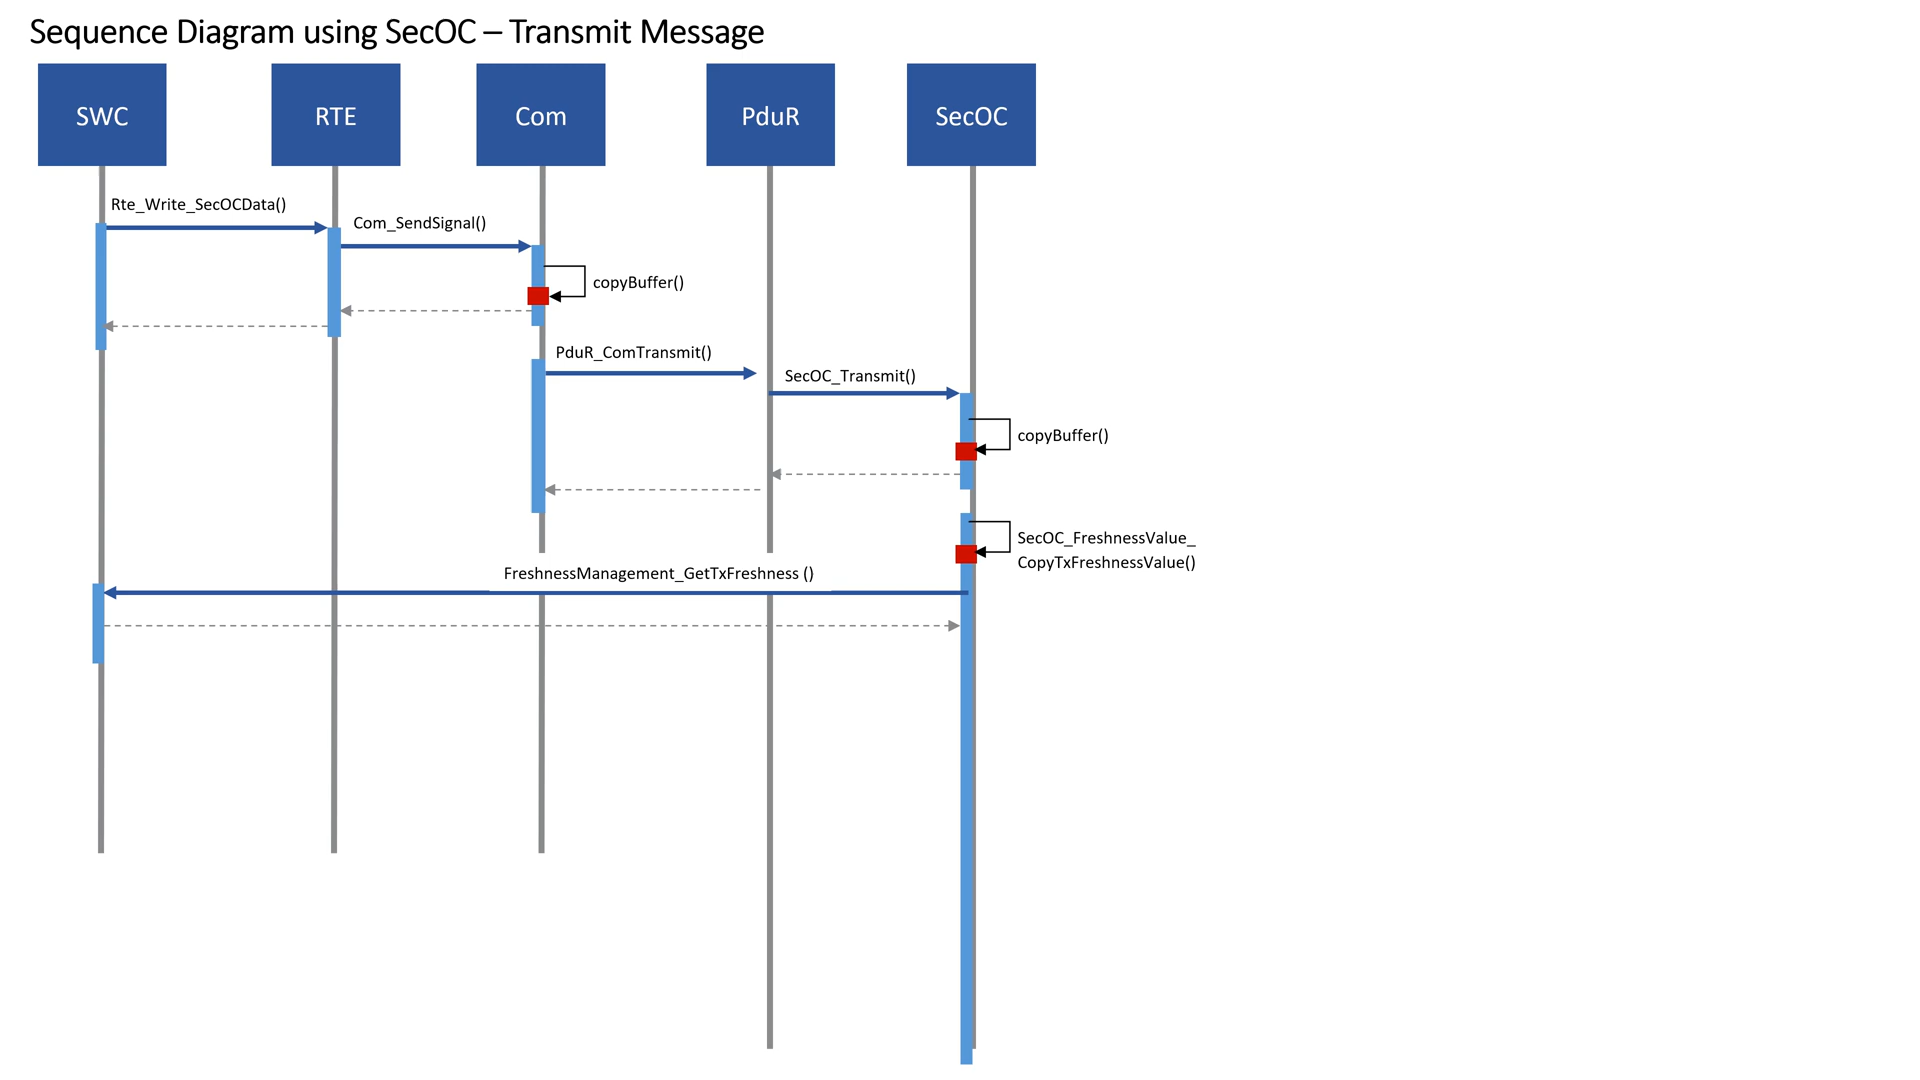 Sequence Diagram using SecOC – Transmit Message
SWC
RTE
Com
PduR
SecOC
Rte_Write_SecOCData()
Com_SendSignal()
copyBuffer()
PduR_ComTransmit()
SecOC_Transmit()
copyBuffer()
SecOC_FreshnessValue_
CopyTxFreshnessValue()
FreshnessManagement_GetTxFreshness ()